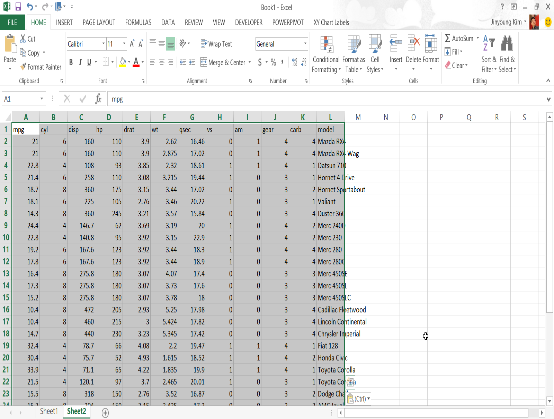 Book1 - Excel
FILE HOME INSERT PAGE LAYOUT FORMULAS DATA REVIEW VIEW DEVELOPER POWERPIVOT XY Chart Labels Jinyoung Kim
Cut
Copy
Format Painter
Paste
Clipboard
Calibri 11
B I U
Font
Wrap Text
Merge & Center
Alignment
General
Number
Conditional Formatting
Format as Table
Cell Styles
Styles
Insert Delete Format
Cells
AutoSum
Fill
Clear
Sort & Filter
Find & Select
Editing
A1 fx mpg
A B C D E F G H I J K L M N O P Q R S
1 mpg cyl disp hp drat wt qsec vs am gear carb model
2 21 6 160 110 3.9 2.62 16.46 0 1 4 4 Mazda RX4
3 21 6 160 110 3.9 2.875 17.02 0 1 4 4 Mazda RX4 Wag
4 22.8 4 108 93 3.85 2.32 18.61 1 1 4 1 Datsun 710
5 21.4 6 258 110 3.08 3.215 19.44 1 0 3 1 Hornet 4 Drive
6 18.7 8 360 175 3.15 3.44 17.02 0 0 3 2 Hornet Sportabout
7 18.1 6 225 105 2.76 3.46 20.22 1 0 3 1 Valiant
8 14.3 8 360 245 3.21 3.57 15.84 0 0 3 4 Duster 360
9 24.4 4 146.7 62 3.69 3.19 20 1 0 4 2 Merc 240D
10 22.8 4 140.8 95 3.92 3.15 22.9 1 0 4 2 Merc 230
11 19.2 6 167.6 123 3.92 3.44 18.3 1 0 4 4 Merc 280
12 17.8 6 167.6 123 3.92 3.44 18.9 1 0 4 4 Merc 280C
13 16.4 8 275.8 180 3.07 4.07 17.4 0 0 3 3 Merc 450SE
14 17.3 8 275.8 180 3.07 3.73 17.6 0 0 3 3 Merc 450SL
15 15.2 8 275.8 180 3.07 3.78 18 0 0 3 3 Merc 450SLC
16 10.4 8 472 205 2.93 5.25 17.98 0 0 3 4 Cadillac Fleetwood
17 10.4 8 460 215 3 5.424 17.82 0 0 3 4 Lincoln Continental
18 14.7 8 440 230 3.23 5.345 17.42 0 0 3 4 Chrysler Imperial
19 32.4 4 78.7 66 4.08 2.2 19.47 1 1 4 1 Fiat 128
20 30.4 4 75.7 52 4.93 1.615 18.52 1 1 4 2 Honda Civic
21 33.9 4 71.1 65 4.22 1.835 19.9 1 1 4 1 Toyota Corolla
22 21.5 4 120.1 97 3.7 2.465 20.01 1 0 3 1 Toyota Cor
23 15.5 8 318 150 2.76 3.52 16.87 0 0 3 2 Dodge Cha
(Ctrl)
Sheet1 Sheet2